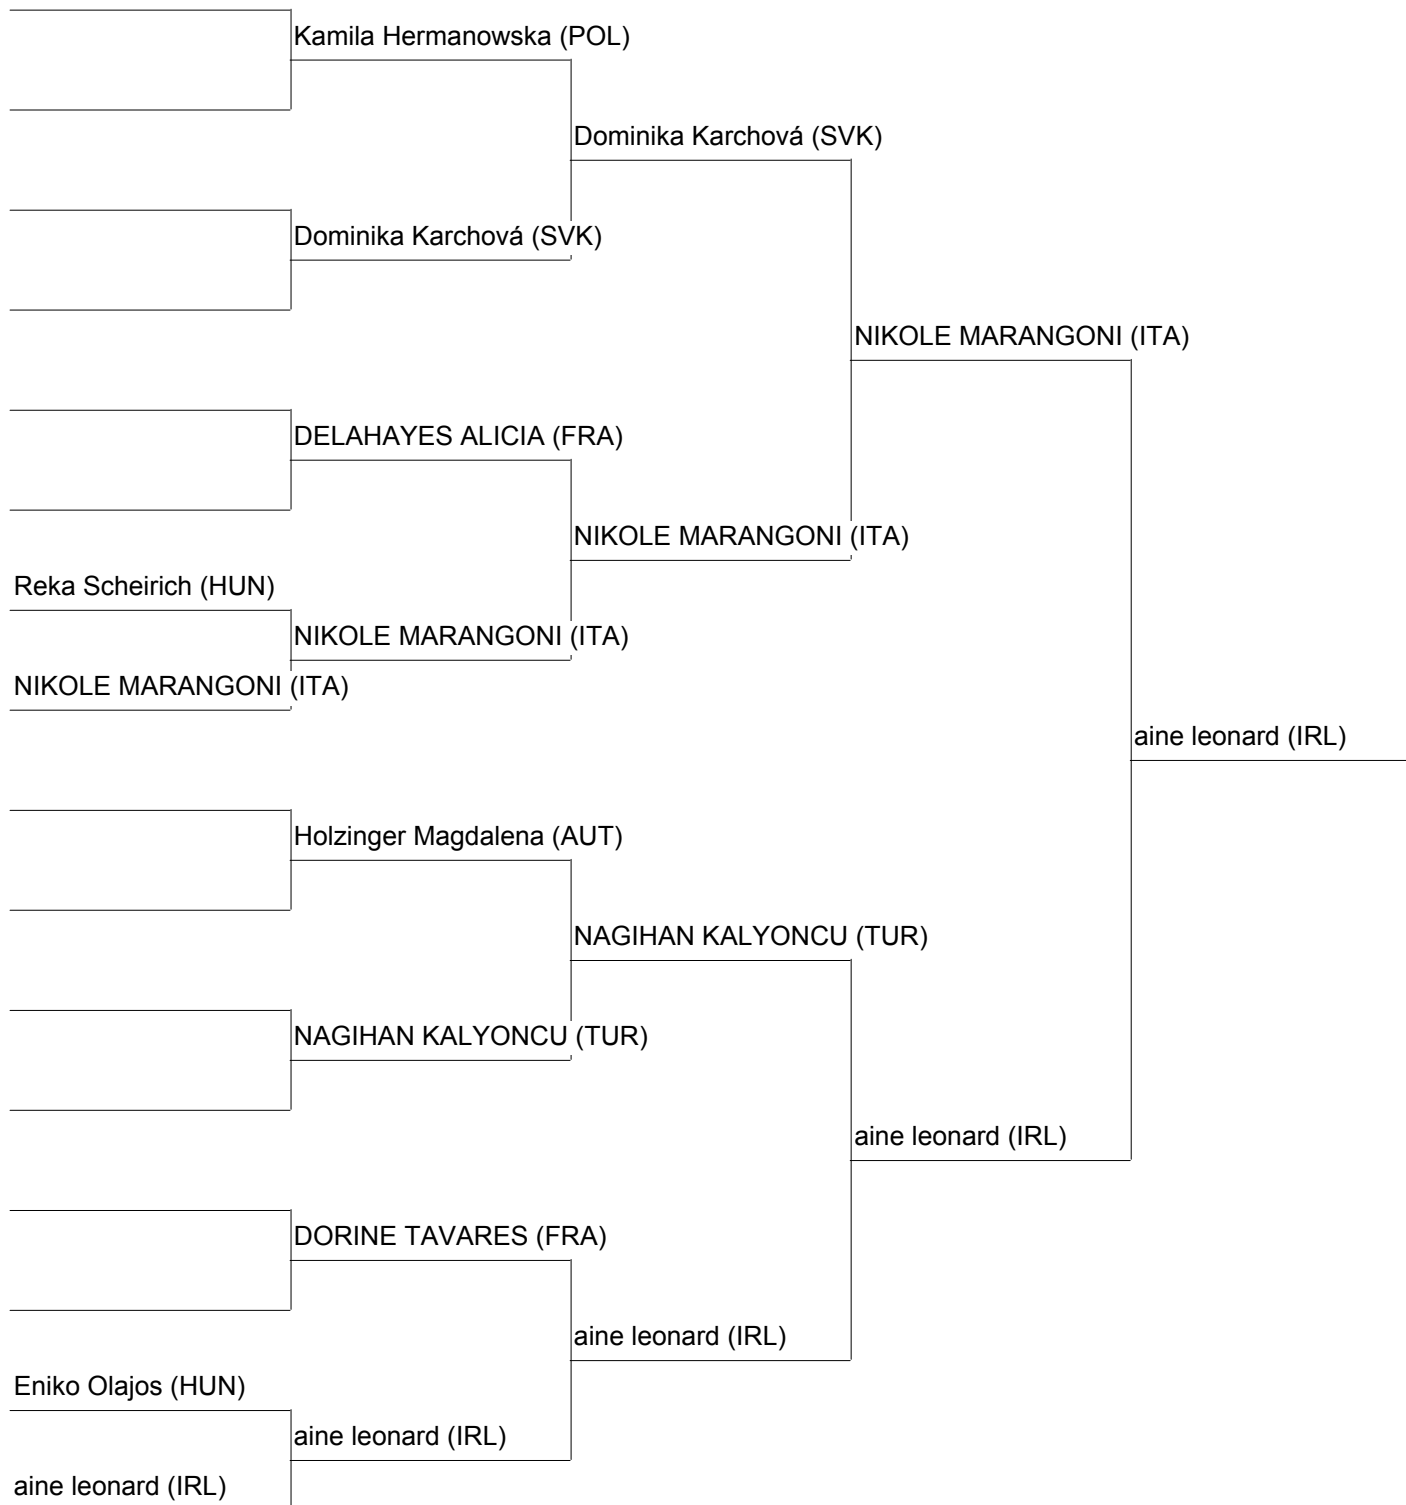 Kamila Hermanowska (POL)
Dominika Karchová (SVK)
Dominika Karchová (SVK)
NIKOLE MARANGONI (ITA)
DELAHAYES ALICIA (FRA)
NIKOLE MARANGONI (ITA)
Reka Scheirich (HUN)
NIKOLE MARANGONI (ITA)
NIKOLE MARANGONI (ITA)
aine leonard (IRL)
Holzinger Magdalena (AUT)
NAGIHAN KALYONCU (TUR)
NAGIHAN KALYONCU (TUR)
aine leonard (IRL)
DORINE TAVARES (FRA)
aine leonard (IRL)
Eniko Olajos (HUN)
aine leonard (IRL)
aine leonard (IRL)